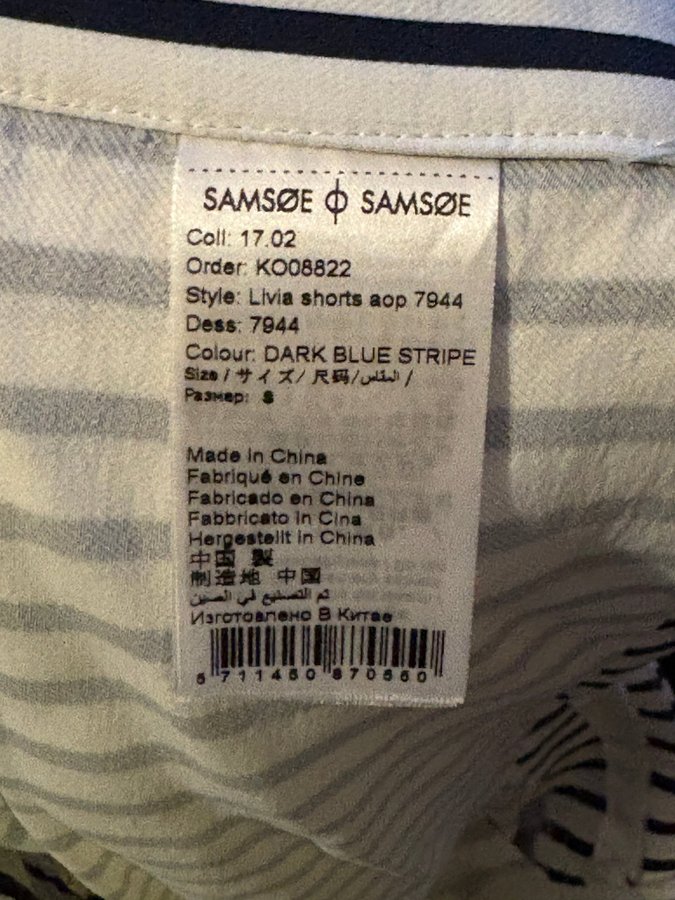 SAMSØE ɸ SAMSØE
Coll: 17.02
Order: KO08822
Style: Livia shorts aop 7944
Dess: 7944
Colour: DARK BLUE STRIPE
Size / サイズ/ 尺码/المقاس /
Размер: S
Made in China
Fabriqué en Chine
Fabricado en China
Fabbricato in Cina
Hergestellt in China
中国 製
制造地 中国
تم التصنيع في الصين
Изготовлено В Китае
5 711450 870560